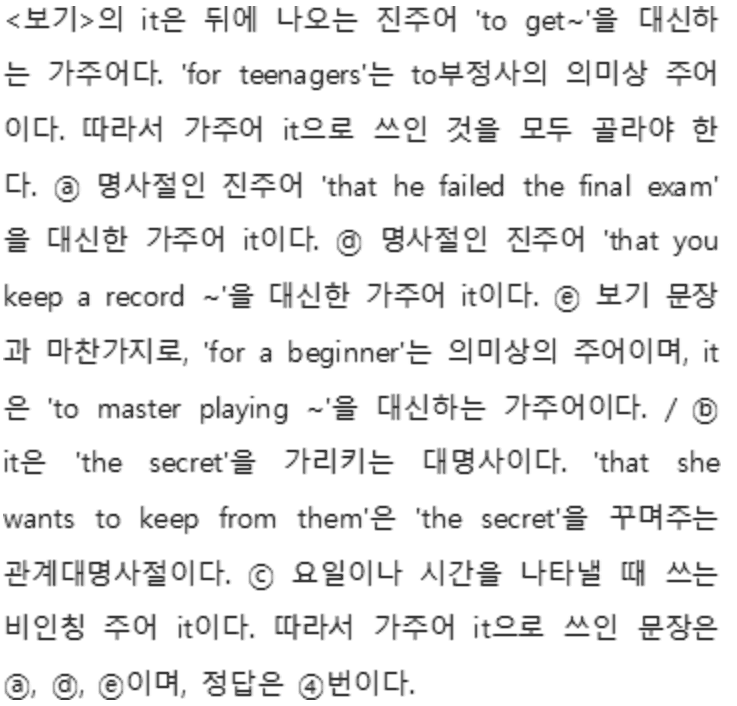 <보기>의 it은 뒤에 나오는 진주어 'to get~'을 대신하
는 가주어다. 'for teenagers'는 to부정사의 의미상 주어
이다. 따라서 가주어 it으로 쓰인 것을 모두 골라야 한
다. ⓐ 명사절인 진주어 'that he failed the final exam'
을 대신한 가주어 it이다. ⓓ 명사절인 진주어 'that you
keep a record ~'을 대신한 가주어 it이다. ⓔ 보기 문장
과 마찬가지로, 'for a beginner'는 의미상의 주어이며, it
은 'to master playing ~'을 대신하는 가주어이다. / ⓑ
it은 'the secret'을 가리키는 대명사이다. 'that she
wants to keep from them'은 'the secret'을 꾸며주는
관계대명사절이다. ⓒ 요일이나 시간을 나타낼 때 쓰는
비인칭 주어 it이다. 따라서 가주어 it으로 쓰인 문장은
ⓐ, ⓓ, ⓔ이며, 정답은 ④번이다.